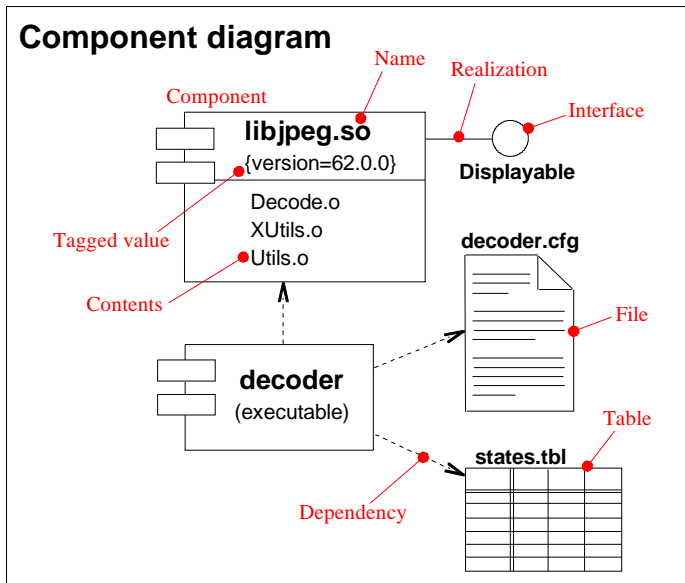 Component diagram
Name
Realization
Component
Interface
libjpeg.so
{version=62.0.0}
Displayable
Decode.o
XUtils.o
Utils.o
Tagged value
decoder.cfg
Contents
File
decoder
(executable)
Table
states.tbl
Dependency